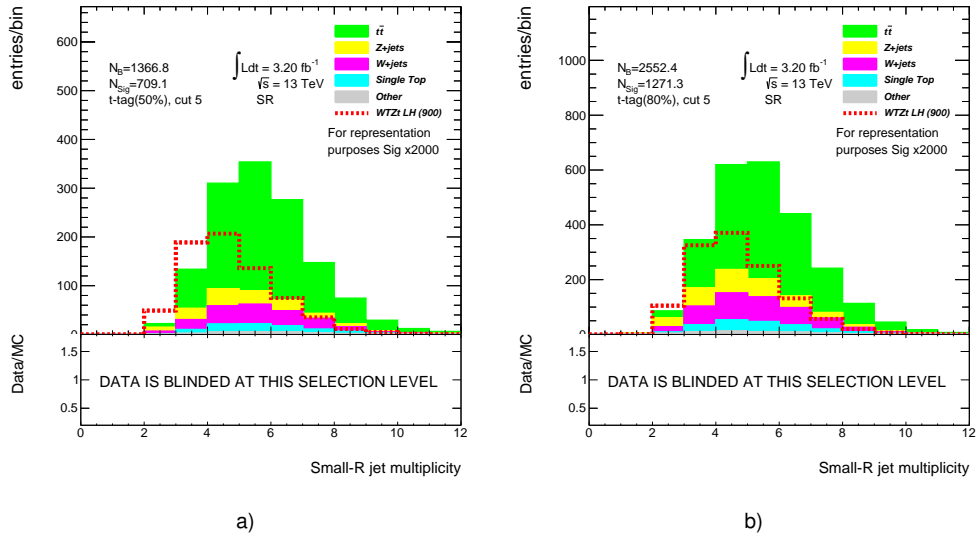 entries/bin
600
500
400
300
200
100
0
N_B=1366.8
N_Sig=709.1
t-tag(50%), cut 5
∫ Ldt = 3.20 fb⁻¹
√s = 13 TeV
SR
tt̄
Z+jets
W+jets
Single Top
Other
WTZt LH (900)
For representation
purposes Sig x2000
Data/MC
1.5
1
0.5
DATA IS BLINDED AT THIS SELECTION LEVEL
0 2 4 6 8 10 12
Small-R jet multiplicity
a)
entries/bin
1000
800
600
400
200
0
N_B=2552.4
N_Sig=1271.3
t-tag(80%), cut 5
∫ Ldt = 3.20 fb⁻¹
√s = 13 TeV
SR
tt̄
Z+jets
W+jets
Single Top
Other
WTZt LH (900)
For representation
purposes Sig x2000
Data/MC
1.5
1
0.5
DATA IS BLINDED AT THIS SELECTION LEVEL
0 2 4 6 8 10 12
Small-R jet multiplicity
b)